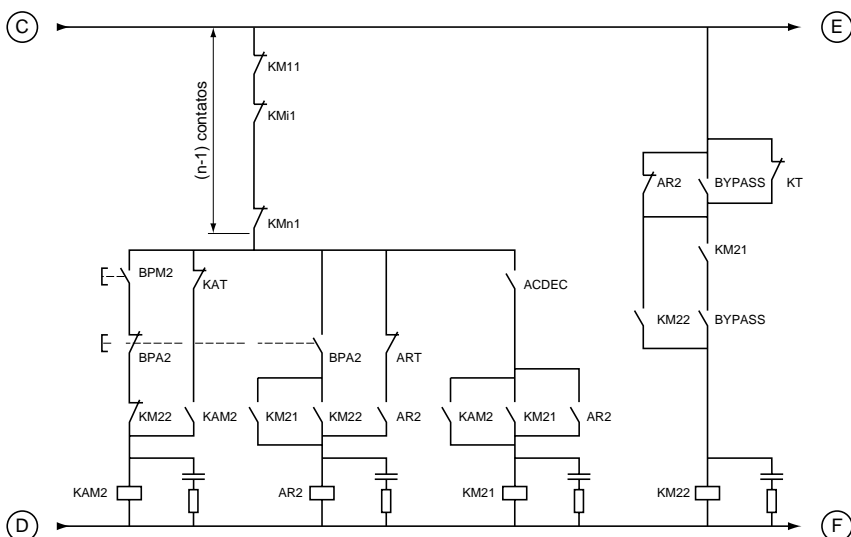 C
E
KM11
KMi1
(n-1) contatos
KMn1
AR2
BYPASS
KT
BPM2
KAT
ACDEC
KM21
KM22
BYPASS
BPA2
BPA2
ART
KM22
KAM2
KM21
KM22
AR2
KAM2
KM21
AR2
KAM2
AR2
KM21
KM22
D
F